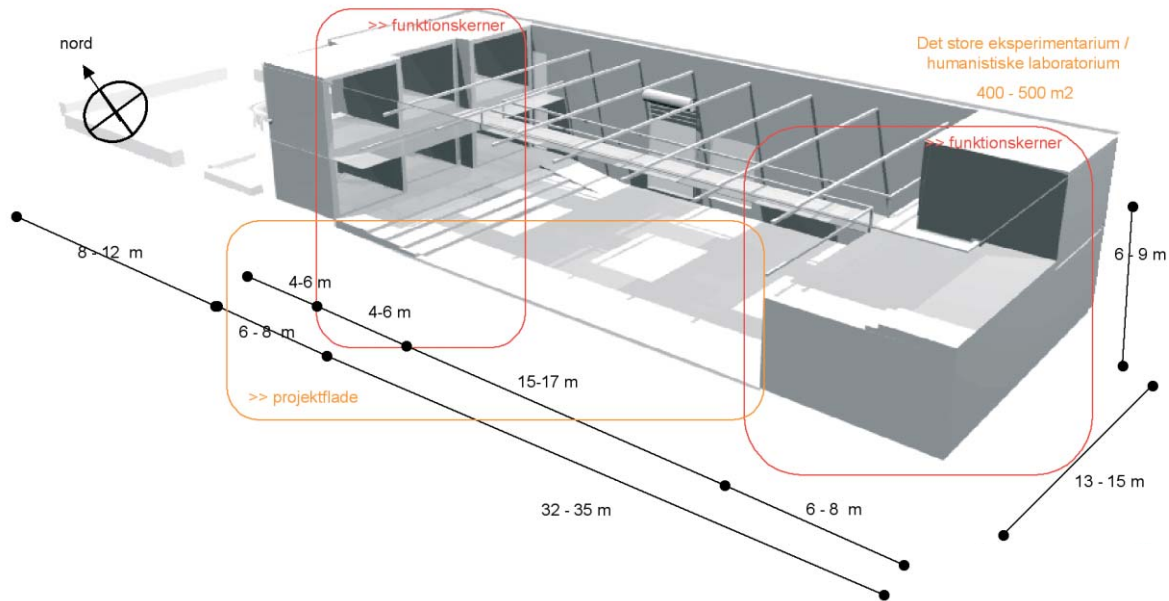 >> funktionskerner
nord
Det store eksperimentarium /
humanistiske laboratorium
400 - 500 m2
>> funktionskerner
8 - 12 m
6 - 9 m
4-6 m
4-6 m
6 - 8 m
15-17 m
>> projektflade
13 - 15 m
32 - 35 m
6 - 8 m